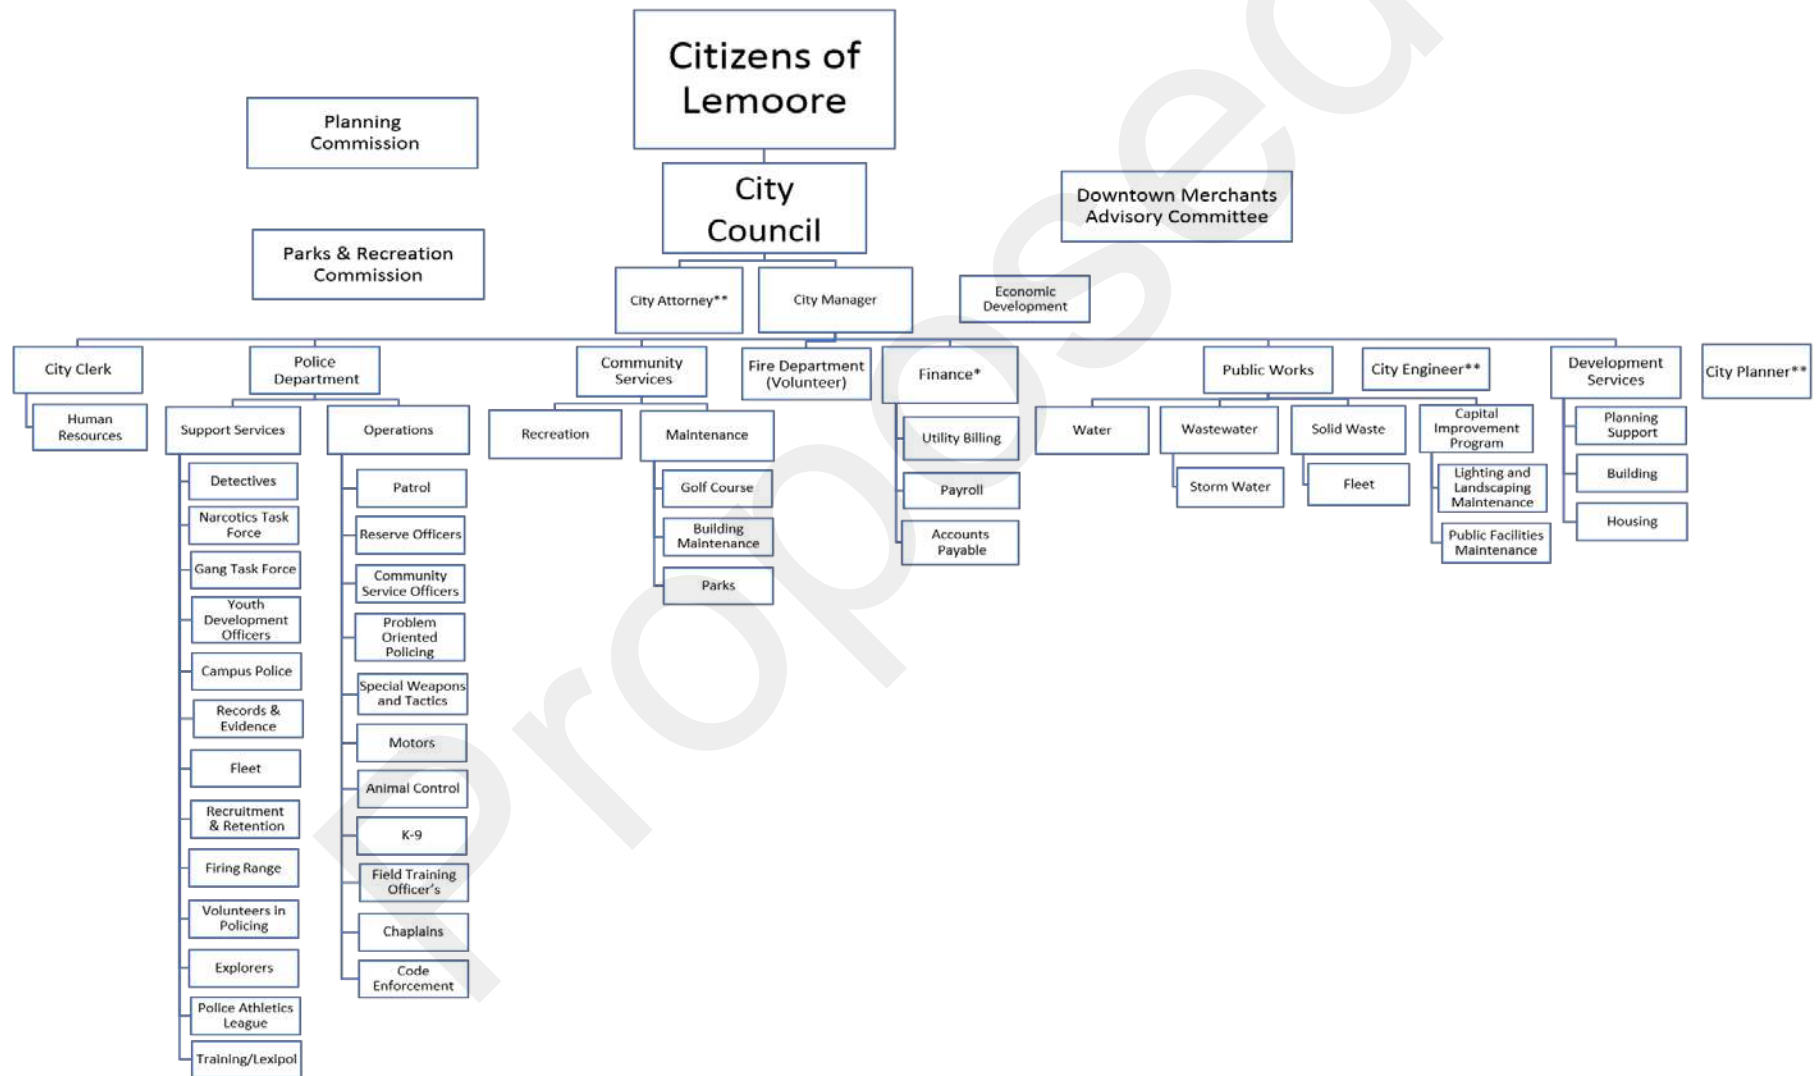 Citizens of
Lemoore
Planning
Commission
City
Council
Downtown Merchants
Advisory Committee
Parks & Recreation
Commission
City Attorney**
City Manager
Economic
Development
City Clerk
Police
Department
Community
Services
Fire Department
(Volunteer)
Finance*
Public Works
City Engineer**
Development
Services
City Planner**
Human
Resources
Support Services
Operations
Recreation
Maintenance
Utility Billing
Water
Wastewater
Solid Waste
Capital
Improvement
Program
Planning
Support
Detectives
Narcotics Task
Force
Gang Task Force
Youth
Development
Officers
Campus Police
Records &
Evidence
Fleet
Recruitment
& Retention
Firing Range
Volunteers in
Policing
Explorers
Police Athletics
League
Training/Lexipol
Patrol
Reserve Officers
Community
Service Officers
Problem
Oriented
Policing
Special Weapons
and Tactics
Motors
Animal Control
K-9
Field Training
Officer's
Chaplains
Code
Enforcement
Golf Course
Building
Maintenance
Parks
Payroll
Accounts
Payable
Storm Water
Fleet
Lighting and
Landscaping
Maintenance
Public Facilities
Maintenance
Building
Housing
Proposed